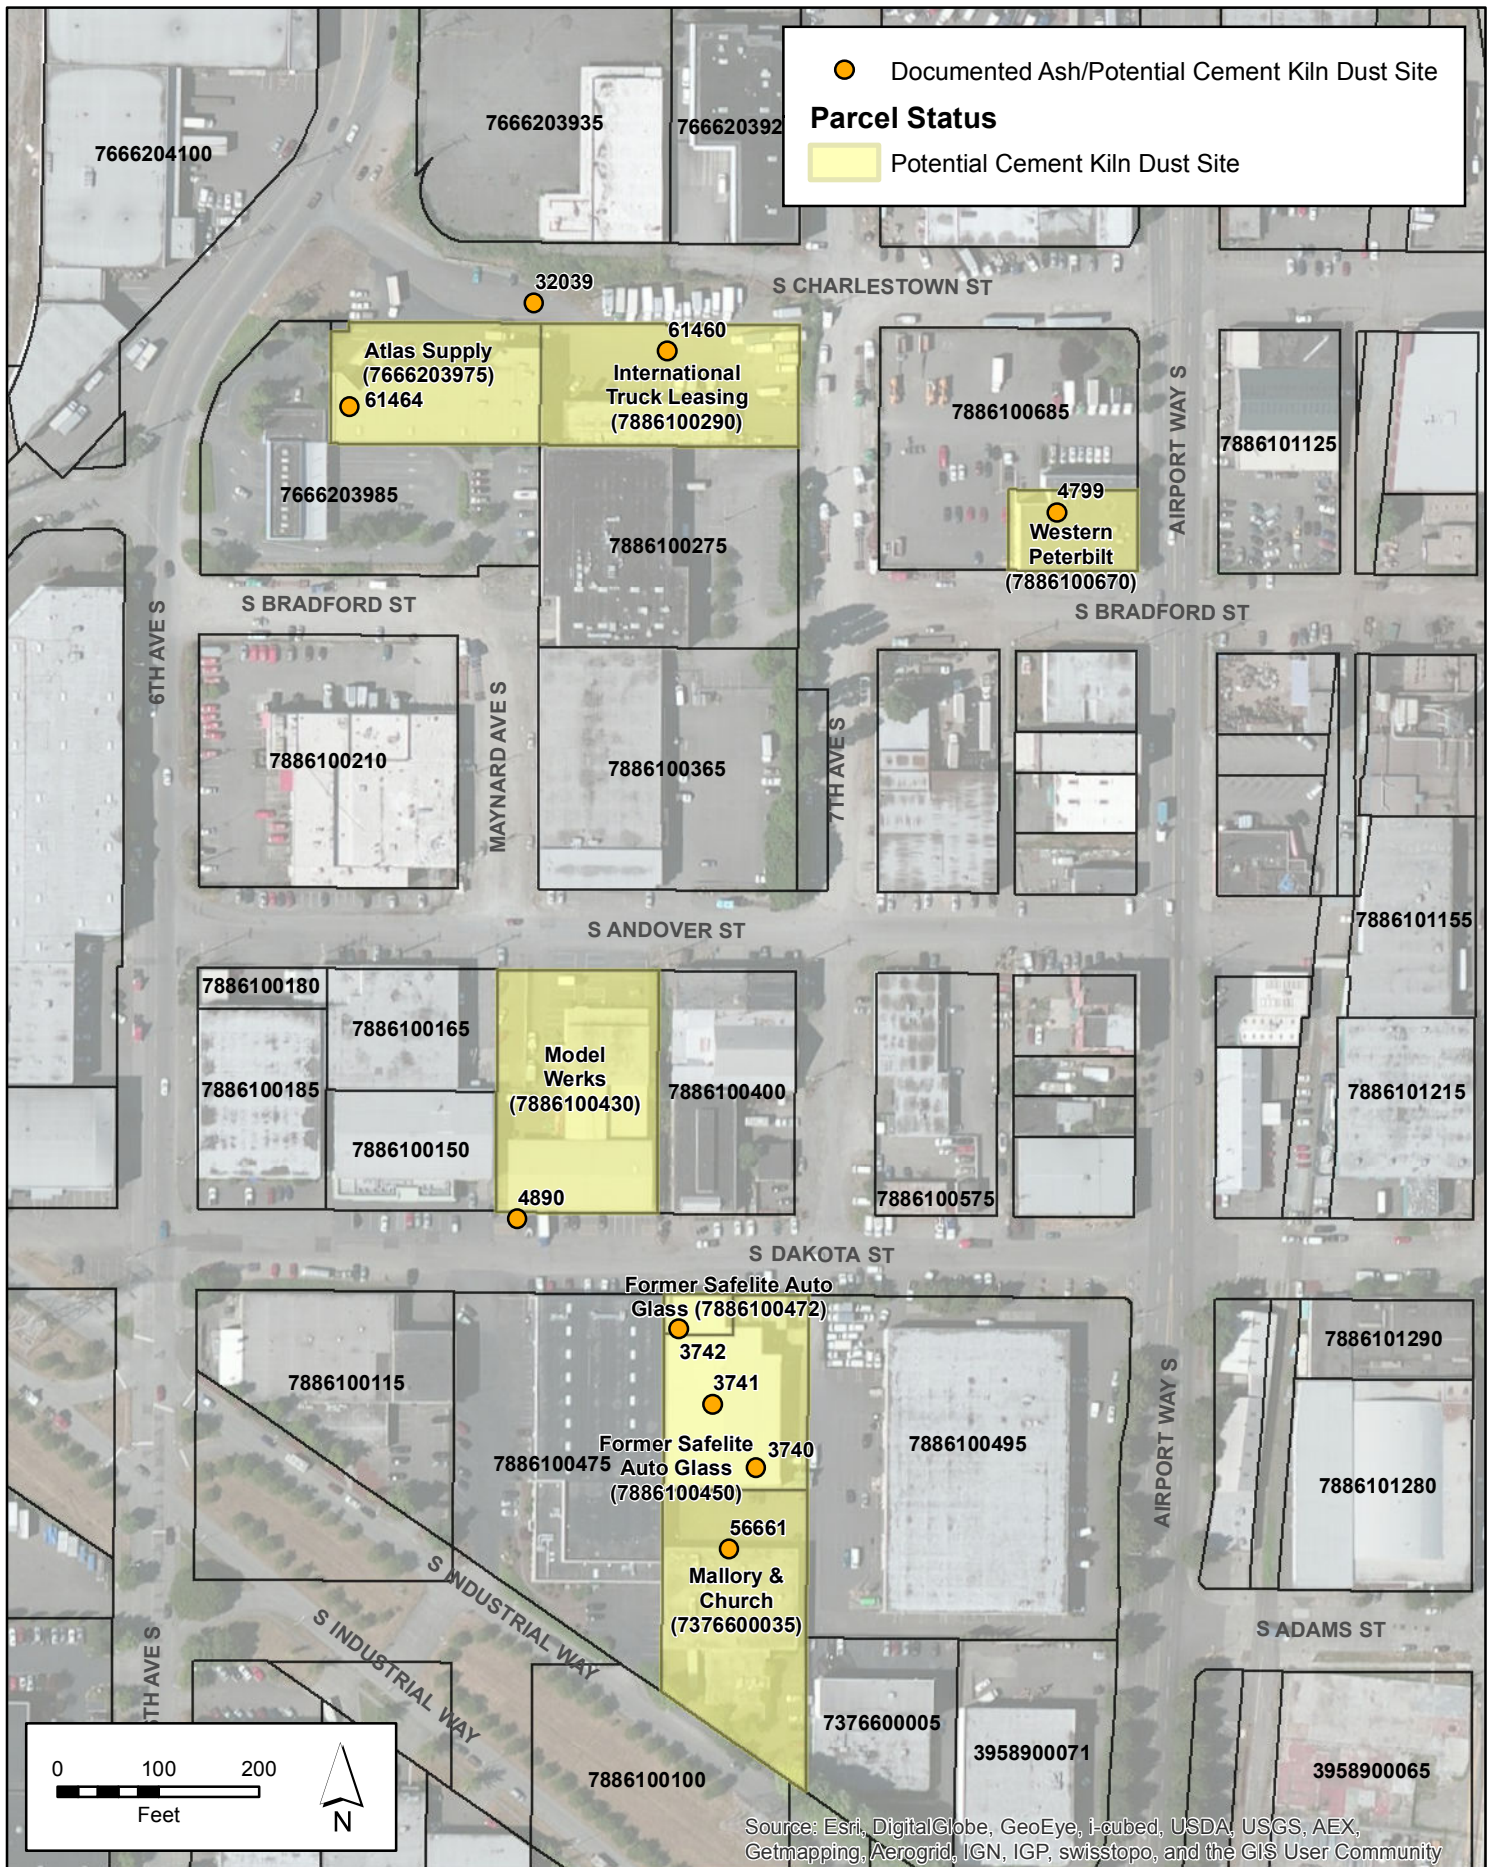 Documented Ash/Potential Cement Kiln Dust Site
Parcel Status
Potential Cement Kiln Dust Site
7666203935
766620392
7666204100
32039
S CHARLESTOWN ST
61460
Atlas Supply
(7666203975)
61464
International
Truck Leasing
(7886100290)
7886100685
AIRPORT WAY S
7886101125
7666203985
4799
Western
Peterbilt
(7886100670)
7886100275
S BRADFORD ST
S BRADFORD ST
6TH AVE S
MAYNARD AVE S
7TH AVE S
7886100210
7886100365
S ANDOVER ST
7886101155
7886100180
7886100165
Model
Werks
(7886100430)
7886100185
7886100400
7886101215
7886100150
4890
7886100575
S DAKOTA ST
Former Safelite Auto
Glass (7886100472)
3742
7886101290
7886100115
3741
AIRPORT WAY S
Former Safelite
Auto Glass
(7886100450)
3740
7886100475
7886100495
7886101280
56661
Mallory &
Church
(7376600035)
S INDUSTRIAL WAY
S INDUSTRIAL WAY
S ADAMS ST
6TH AVE S
7376600005
3958900071
3958900065
7886100100
0 100 200
Feet
N
Source: Esri, DigitalGlobe, GeoEye, i-cubed, USDA, USGS, AEX,
Getmapping, Aerogrid, IGN, IGP, swisstopo, and the GIS User Community